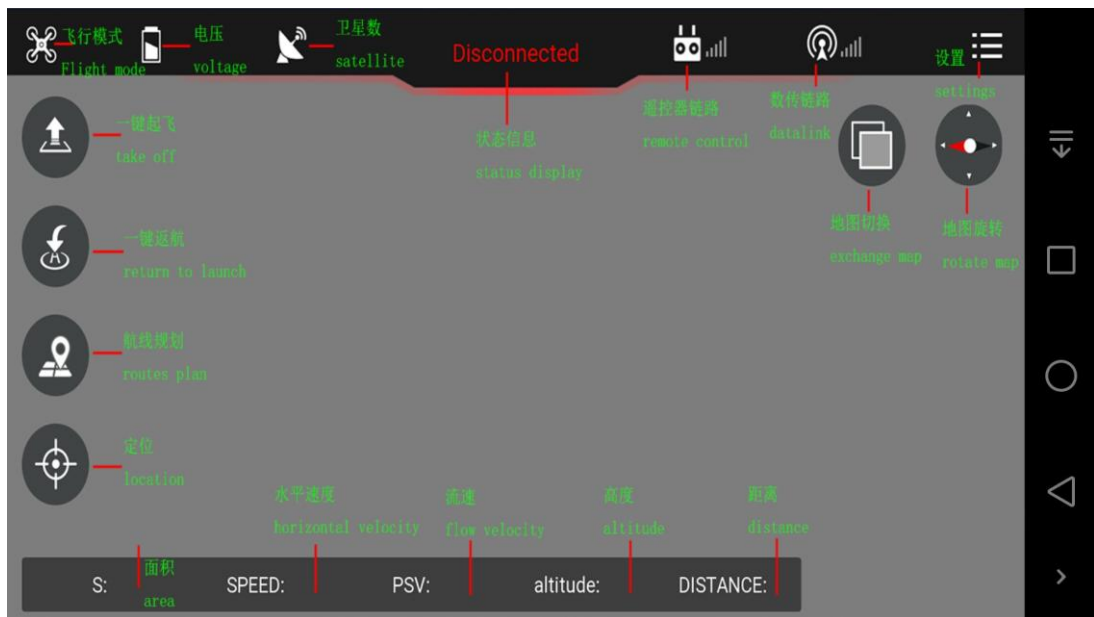 飞行模式
Flight mode
电压
voltage
卫星数
satellite
Disconnected
设置
settings
一键起飞
take off
状态信息
status display
遥控器链路
remote control
数传链路
datalink
一键返航
return to launch
地图切换
exchange map
地图旋转
rotate map
航线规划
routes plan
定位
location
水平速度
horizontal velocity
流速
flow velocity
高度
altitude
距离
distance
面积
area
S:
SPEED:
PSV:
altitude:
DISTANCE: